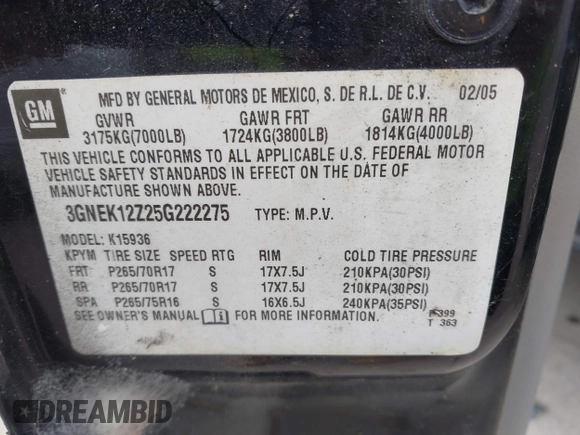 GM
MFD BY GENERAL MOTORS DE MEXICO, S. DE R.L. DE C.V. 02/05
GVWR GAWR FRT GAWR RR
3175KG(7000LB) 1724KG(3800LB) 1814KG(4000LB)
THIS VEHICLE CONFORMS TO ALL APPLICABLE U.S. FEDERAL MOTOR
VEHICLE SAFETY STANDARDS IN EFFECT ON THE DATE OF
MANUFACTURE SHOWN ABOVE.
3GNEK12Z25G222275 TYPE: M.P.V.
MODEL: K15936
KPYM TIRE SIZE SPEED RTG RIM COLD TIRE PRESSURE
FRT P265/70R17 S 17X7.5J 210KPA(30PSI)
RR P265/70R17 S 17X7.5J 210KPA(30PSI)
SPA P265/75R16 S 16X6.5J 240KPA(35PSI)
SEE OWNER'S MANUAL FOR MORE INFORMATION.
T 363
DREAMBID